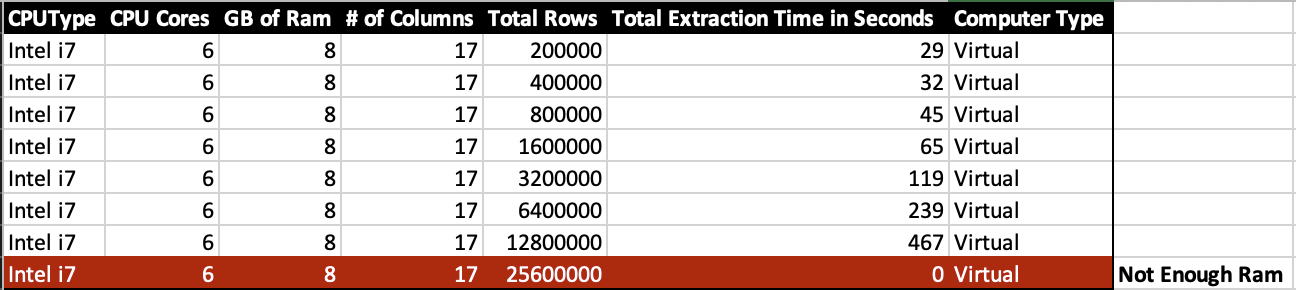 CPUType CPU Cores GB of Ram # of Columns Total Rows Total Extraction Time in Seconds Computer Type
Intel i7 6 8 17 200000 29 Virtual
Intel i7 6 8 17 400000 32 Virtual
Intel i7 6 8 17 800000 45 Virtual
Intel i7 6 8 17 1600000 65 Virtual
Intel i7 6 8 17 3200000 119 Virtual
Intel i7 6 8 17 6400000 239 Virtual
Intel i7 6 8 17 12800000 467 Virtual
Intel i7 6 8 17 25600000 0 Virtual Not Enough Ram